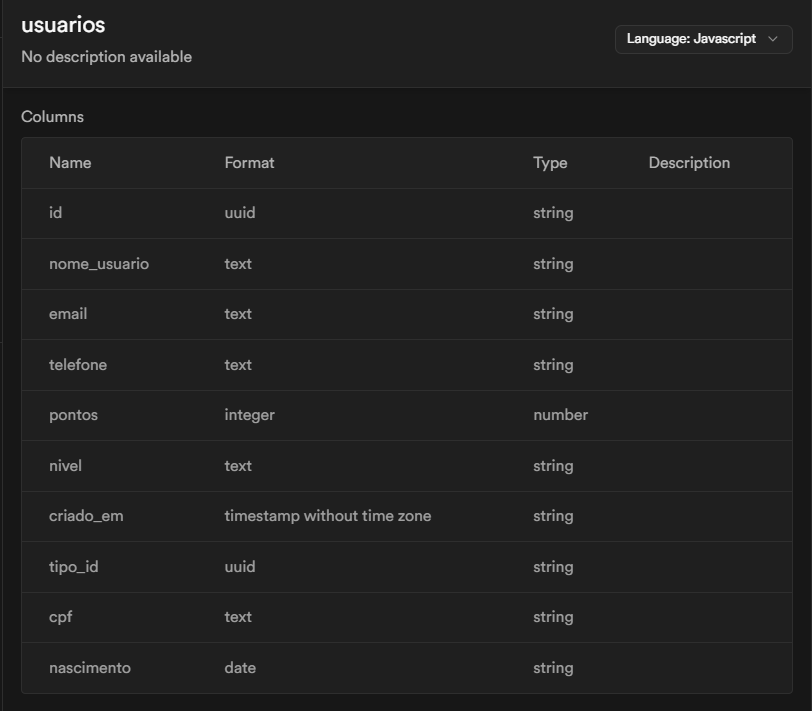 usuarios
Language: Javascript
No description available
Columns
Name Format Type Description
id uuid string
nome_usuario text string
email text string
telefone text string
pontos integer number
nivel text string
criado_em timestamp without time zone string
tipo_id uuid string
cpf text string
nascimento date string